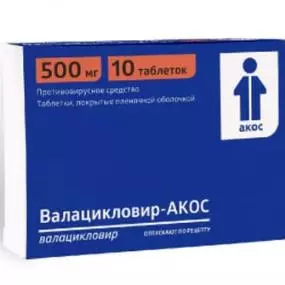 500 мг 10 таблеток
Противовирусное средство
Таблетки, покрытые пленочной оболочкой
акос
Валацикловир-АКОС
валацикловир
ОТПУСКАЮТ ПО РЕЦЕПТУ